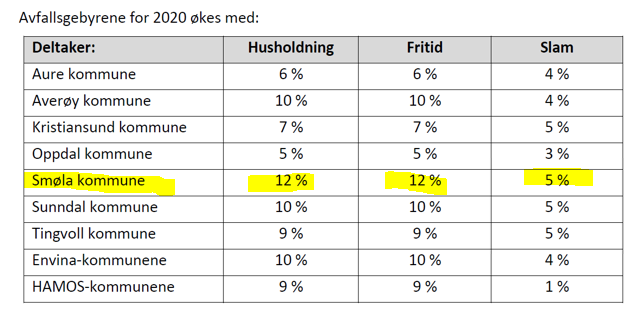 Avfallsgebyrene for 2020 økes med:
Deltaker: Husholdning Fritid Slam
Aure kommune 6 % 6 % 4 %
Averøy kommune 10 % 10 % 4 %
Kristiansund kommune 7 % 7 % 5 %
Oppdal kommune 5 % 5 % 3 %
Smøla kommune 12 % 12 % 5 %
Sunndal kommune 10 % 10 % 5 %
Tingvoll kommune 9 % 9 % 5 %
Envina-kommunene 10 % 10 % 4 %
HAMOS-kommunene 9 % 9 % 1 %